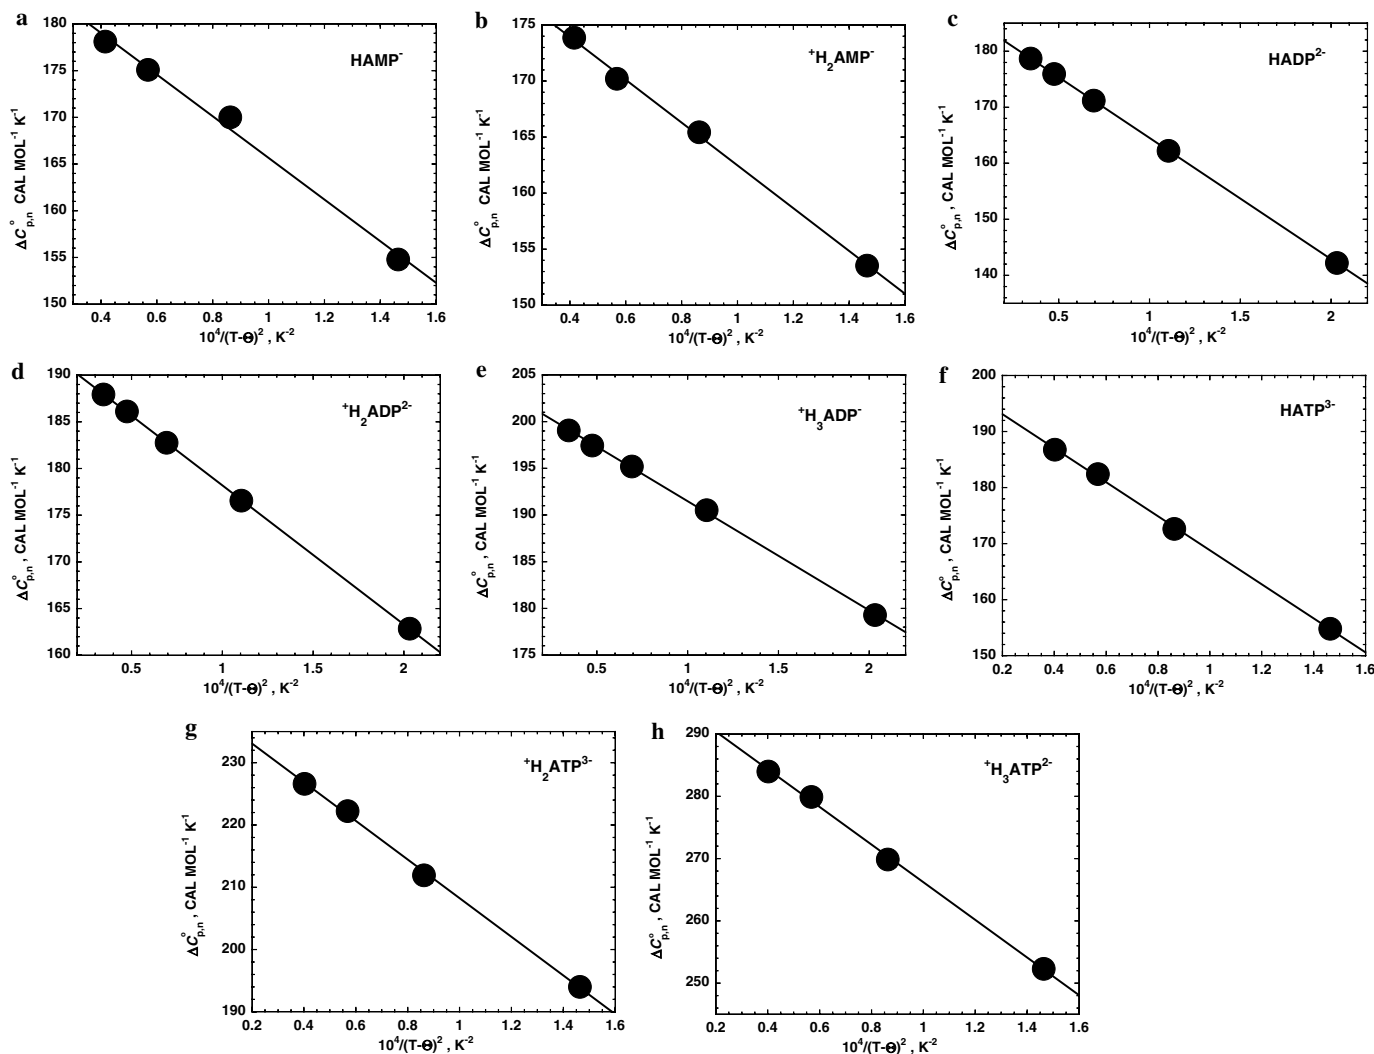 a
HAMP⁻
180
175
170
165
160
155
150
ΔC°p,n CAL MOL⁻¹ K⁻¹
0.4 0.6 0.8 1 1.2 1.4 1.6
10⁴/(T-Θ)² , K⁻²
b
⁺H₂AMP⁻
175
170
165
160
155
150
ΔC°p,n CAL MOL⁻¹ K⁻¹
0.4 0.6 0.8 1 1.2 1.4 1.6
10⁴/(T-Θ)² , K⁻²
c
HADP²⁻
180
170
160
150
140
ΔC°p,n , CAL MOL⁻¹ K⁻¹
0.5 1 1.5 2
10⁴/(T-Θ)² , K⁻²
d
⁺H₂ADP²⁻
190
185
180
175
170
165
160
ΔC°p,n , CAL MOL⁻¹ K⁻¹
0.5 1 1.5 2
10⁴/(T-Θ)² , K⁻²
e
⁺H₃ADP⁻
205
200
195
190
185
180
175
ΔC°p,n , CAL MOL⁻¹ K⁻¹
0.5 1 1.5 2
10⁴/(T-Θ)² , K⁻²
f
HATP³⁻
200
190
180
170
160
150
ΔC°p,n , CAL MOL⁻¹ K⁻¹
0.2 0.4 0.6 0.8 1 1.2 1.4 1.6
10⁴/(T-Θ)² , K⁻²
g
⁺H₂ATP³⁻
230
220
210
200
190
ΔC°p,n , CAL MOL⁻¹ K⁻¹
0.2 0.4 0.6 0.8 1 1.2 1.4 1.6
10⁴/(T-Θ)² , K⁻²
h
⁺H₃ATP²⁻
290
280
270
260
250
ΔC°p,n , CAL MOL⁻¹ K⁻¹
0.2 0.4 0.6 0.8 1 1.2 1.4 1.6
10⁴/(T-Θ)² , K⁻²